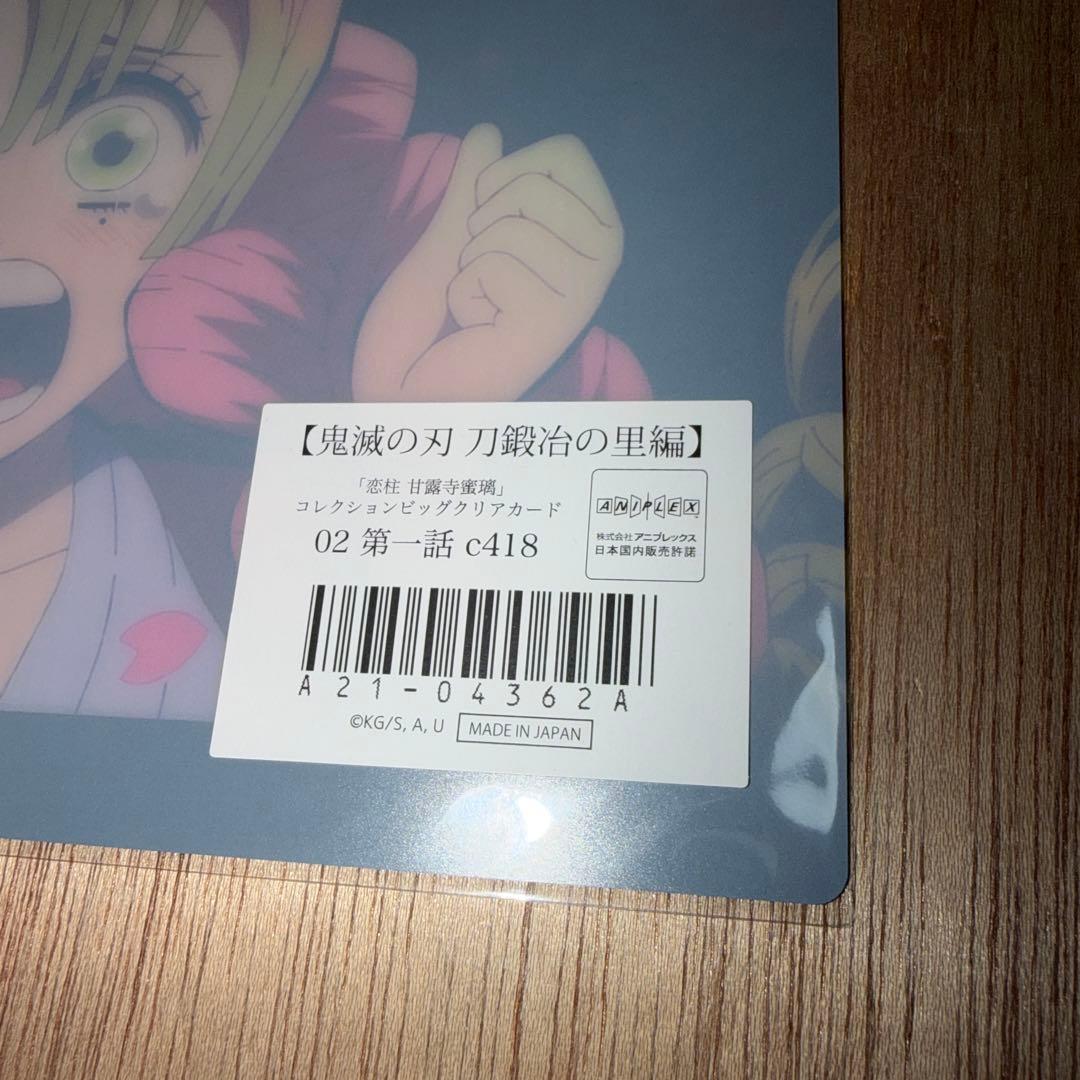 【鬼滅の刃 刀鍛冶の里編】
「恋柱 甘露寺蜜璃」
コレクションビッグクリアカード
02 第一話 c418
ANIPLEX™
株式会社アニプレックス
日本国内販売許諾
A21-04362A
©KG/S, A, U
MADE IN JAPAN